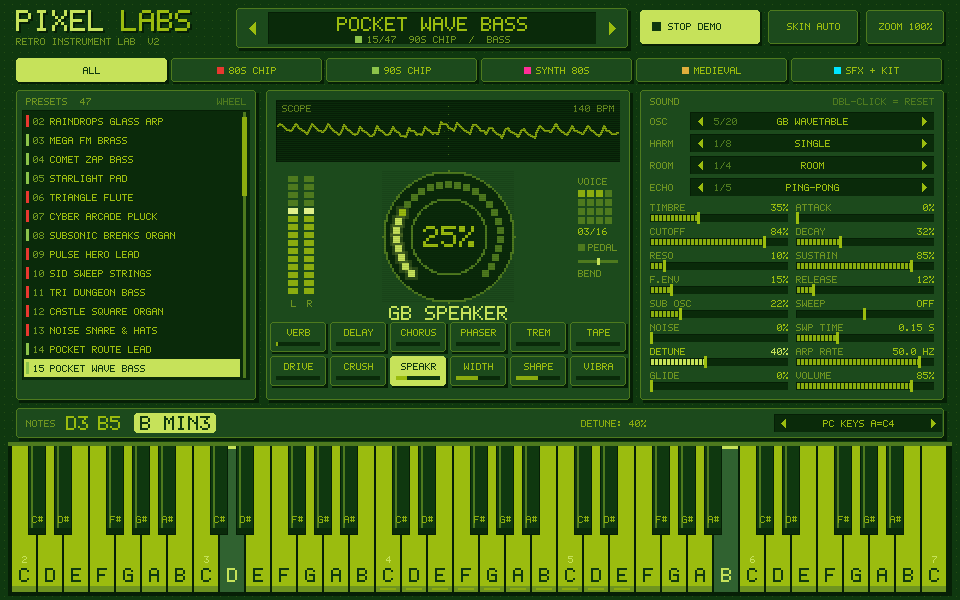 PIXEL LABS
RETRO INSTRUMENT LAB V2
POCKET WAVE BASS
15/47 90S CHIP / BASS
STOP DEMO
SKIN AUTO
ZOOM 100%
ALL
80S CHIP
90S CHIP
SYNTH 80S
MEDIEVAL
SFX + KIT
PRESETS 47 WHEEL
02 RAINDROPS GLASS ARP
03 MEGA FM BRASS
04 COMET ZAP BASS
05 STARLIGHT PAD
06 TRIANGLE FLUTE
07 CYBER ARCADE PLUCK
08 SUBSONIC BREAKS ORGAN
09 PULSE HERO LEAD
10 SID SWEEP STRINGS
11 TRI DUNGEON BASS
12 CASTLE SQUARE ORGAN
13 NOISE SNARE & HATS
14 POCKET ROUTE LEAD
15 POCKET WAVE BASS
SCOPE 140 BPM
L R
25%
GB SPEAKER
VOICE
03/16
PEDAL
BEND
VERB DELAY CHORUS PHASER TREM TAPE
DRIVE CRUSH SPEAKR WIDTH SHAPE VIBRA
SOUND DBL-CLICK = RESET
OSC 5/20 GB WAVETABLE
HARM 1/8 SINGLE
ROOM 1/4 ROOM
ECHO 1/5 PING-PONG
TIMBRE 35% ATTACK 0%
CUTOFF 84% DECAY 32%
RESO 10% SUSTAIN 85%
F.ENV 15% RELEASE 12%
SUB OSC 22% SWEEP OFF
NOISE 0% SWP TIME 0.15 S
DETUNE 40% ARP RATE 50.0 HZ
GLIDE 0% VOLUME 85%
NOTES D3 B5 B MIN3
DETUNE: 40%
PC KEYS A=C4
C# D# F# G# A# C# D# F# G# A# C# D# F# G# A# C# D# F# G# A# C# D# F# G# A#
2 3 4 5 6 7
C D E F G A B C D E F G A B C D E F G A B C D E F G A B C D E F G A B C